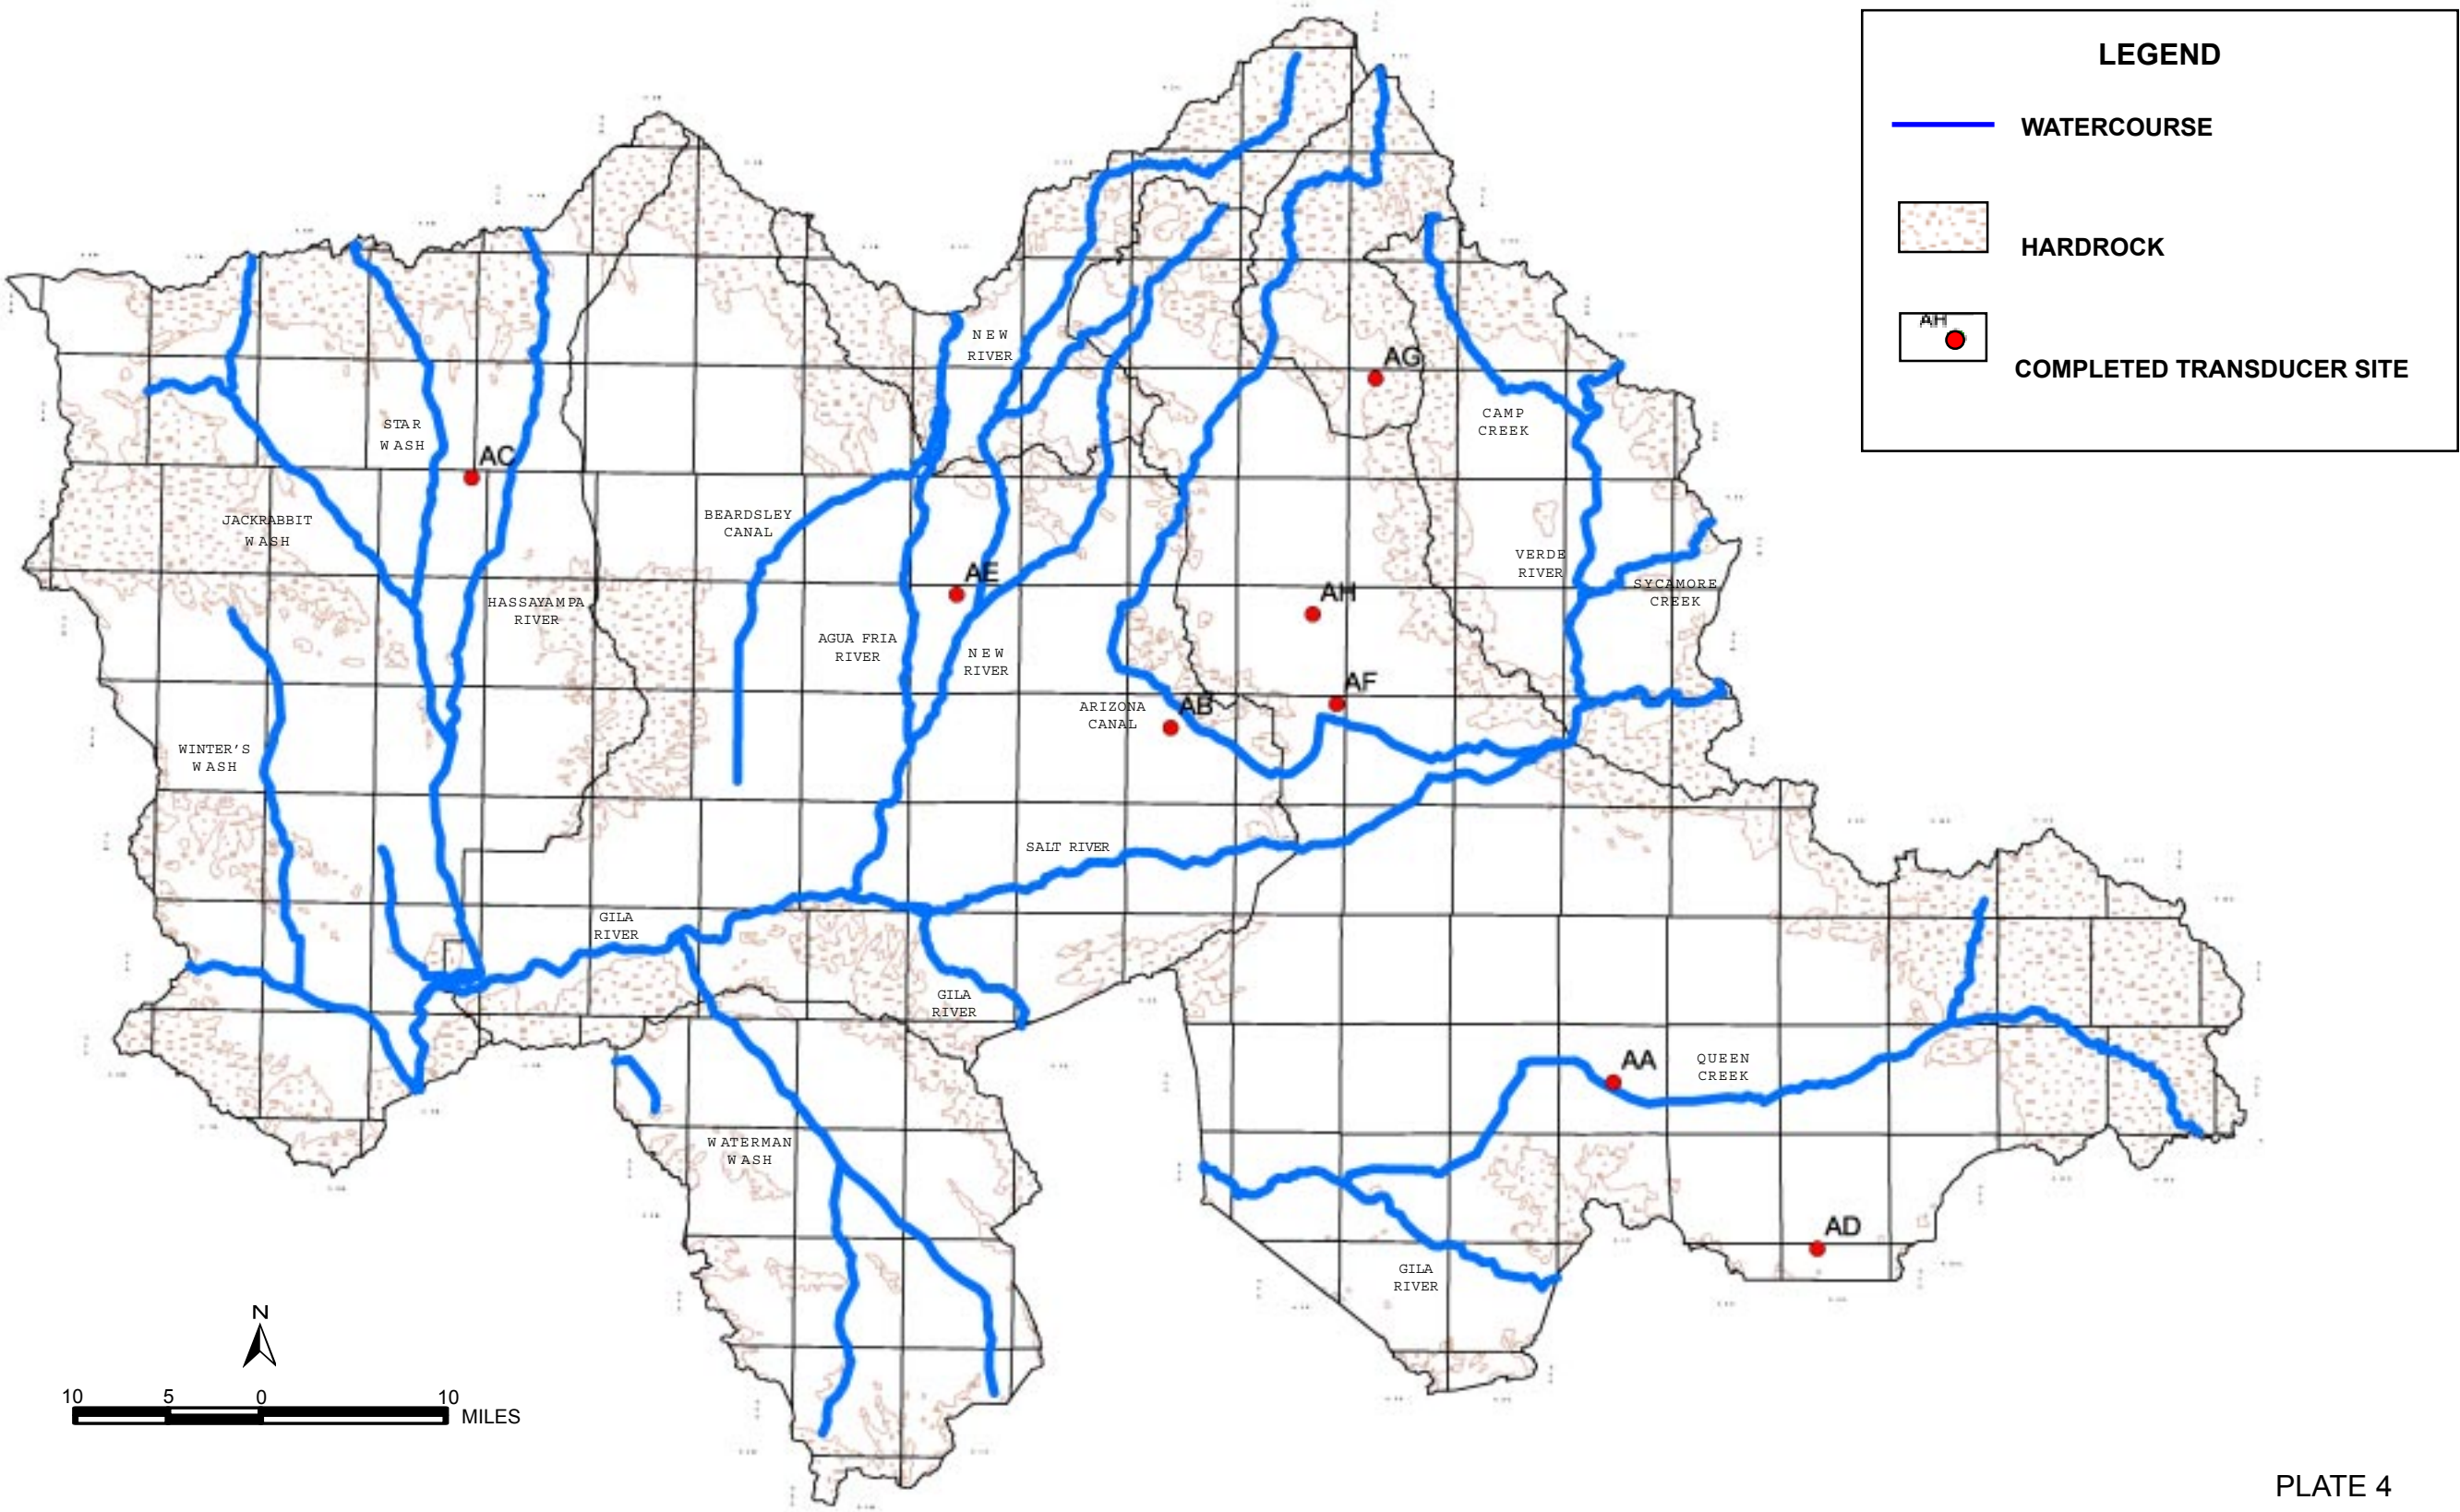 LEGEND
WATERCOURSE
HARDROCK
AH
COMPLETED TRANSDUCER SITE
NEW
RIVER
AG
CAMP
CREEK
STAR
WASH
AC
JACKRABBIT
WASH
BEARDSLEY
CANAL
VERDE
RIVER
SYCAMORE
CREEK
AE
AH
HASSAYAMPA
RIVER
AGUA FRIA
RIVER
NEW
RIVER
AF
AB
ARIZONA
CANAL
WINTER'S
WASH
SALT RIVER
GILA
RIVER
GILA
RIVER
AA
QUEEN
CREEK
WATERMAN
WASH
AD
GILA
RIVER
N
10 5 0 10
MILES
PLATE 4